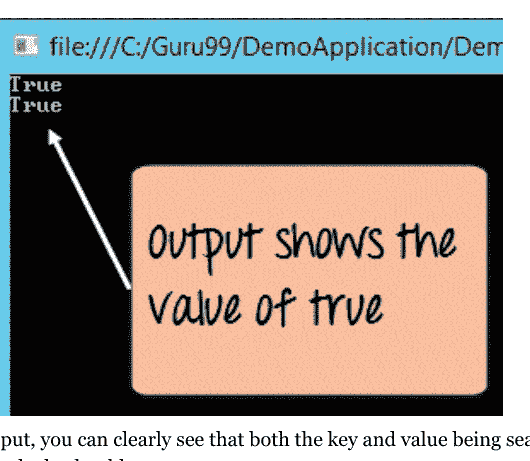 file:///C:/Guru99/DemoApplication/Dem
True
True
Output shows the
value of true
put, you can clearly see that both the key and value being sea